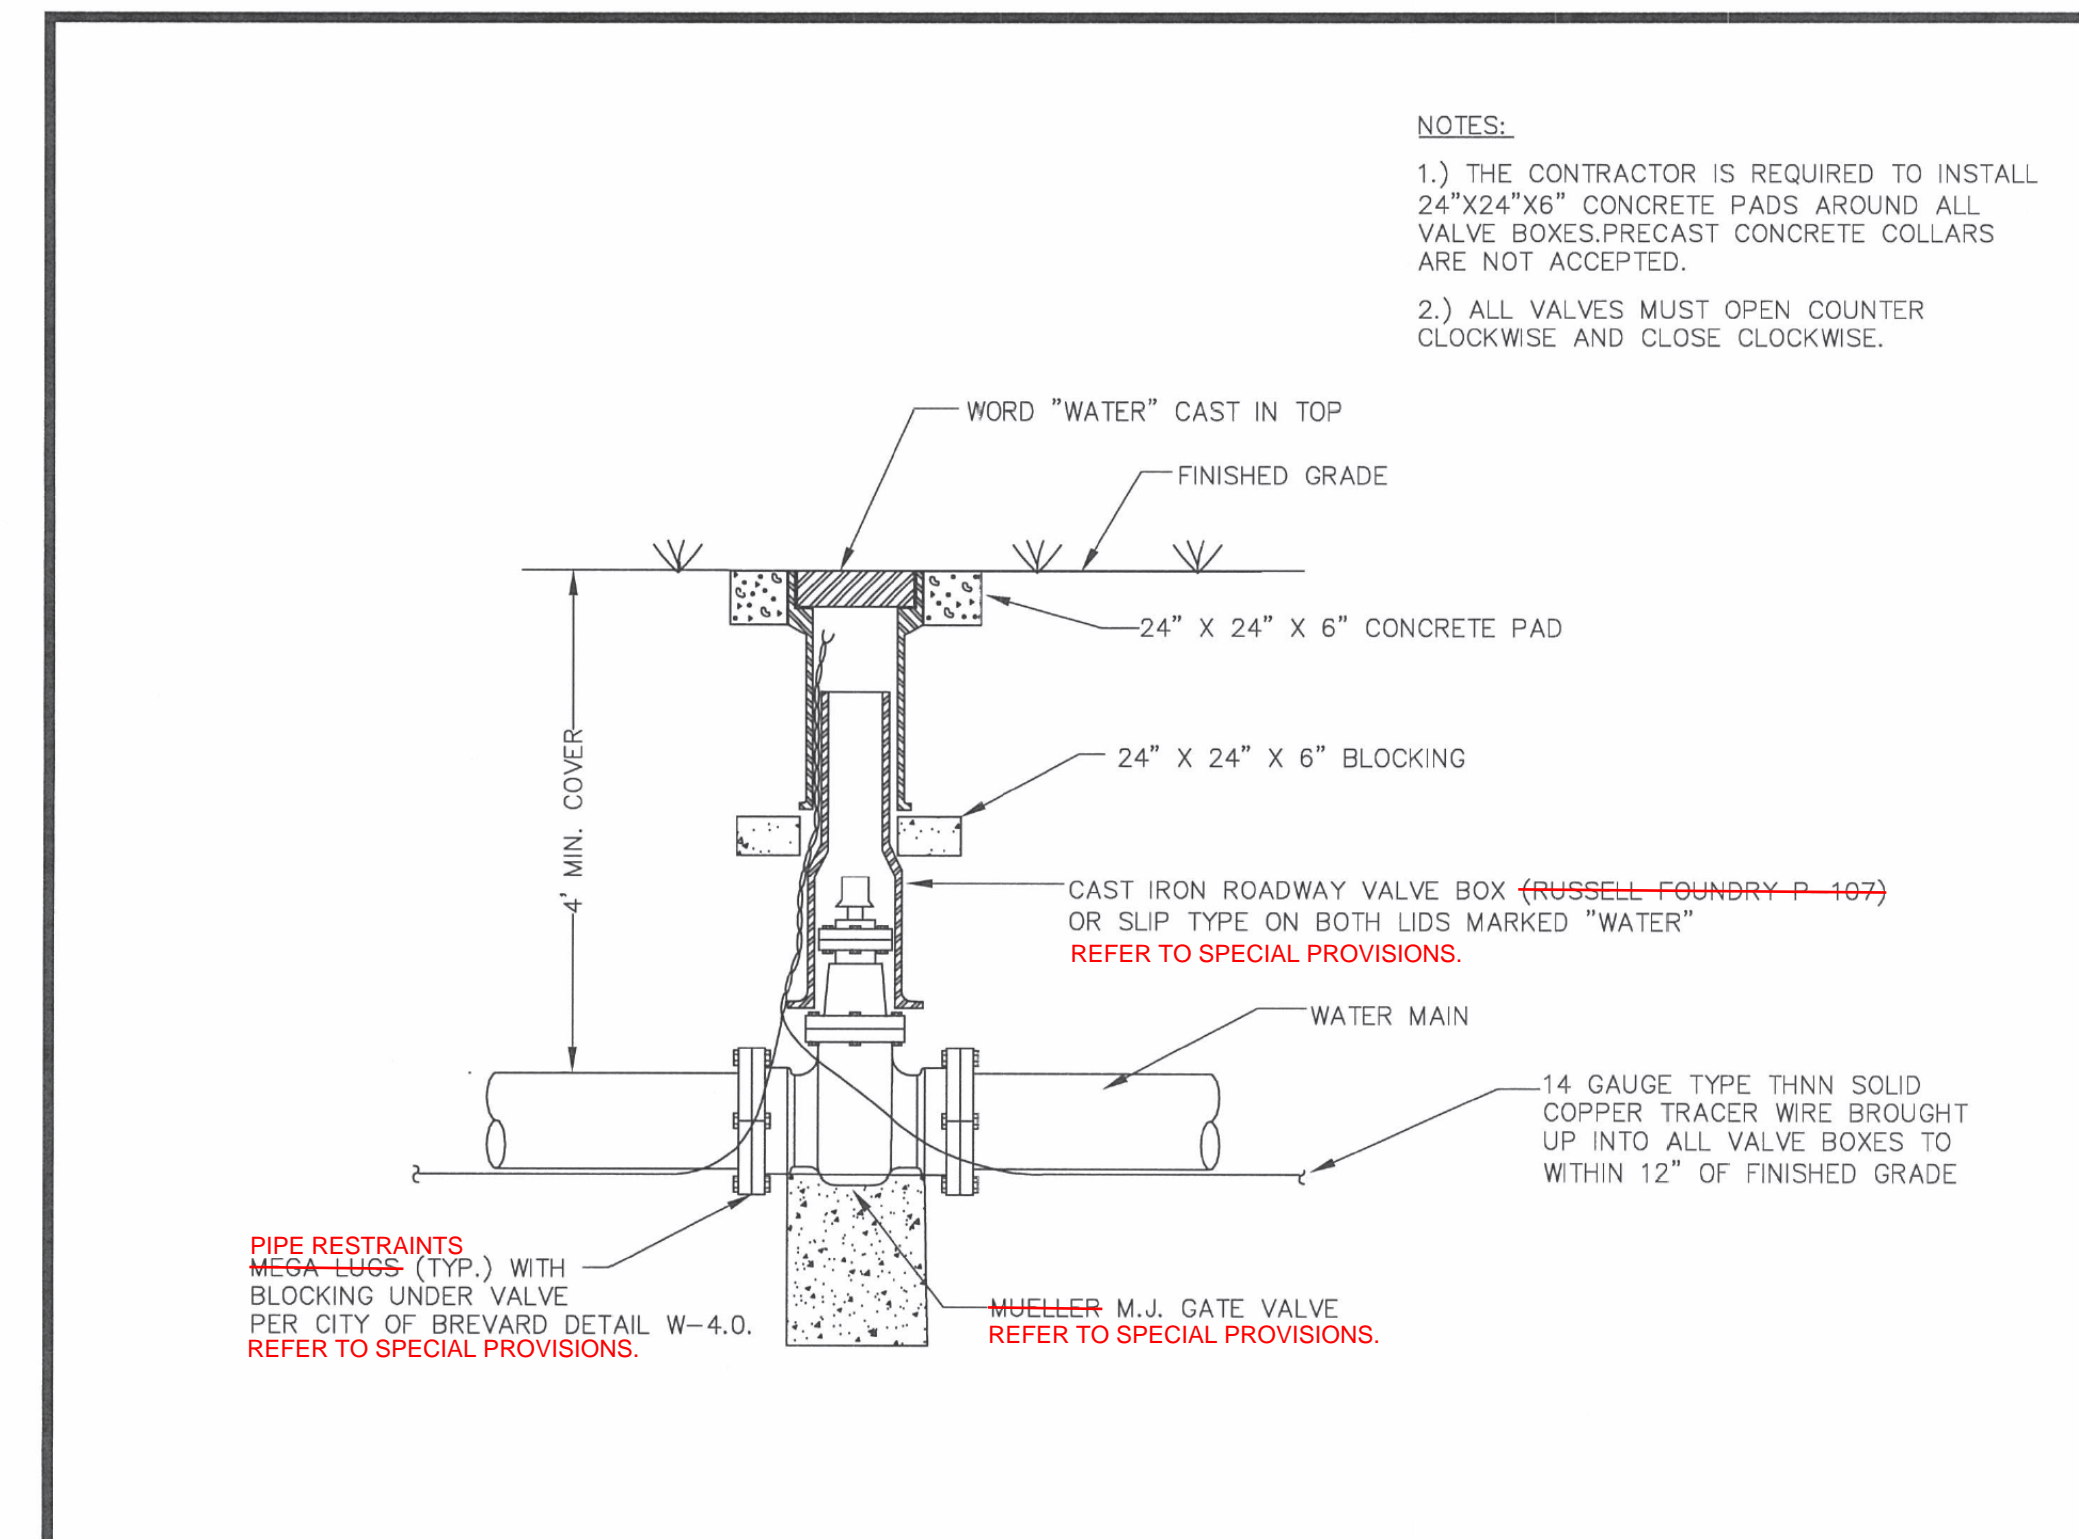 NOTES:
1.) THE CONTRACTOR IS REQUIRED TO INSTALL
24"X24"X6" CONCRETE PADS AROUND ALL
VALVE BOXES.PRECAST CONCRETE COLLARS
ARE NOT ACCEPTED.
2.) ALL VALVES MUST OPEN COUNTER
CLOCKWISE AND CLOSE CLOCKWISE.
WORD "WATER" CAST IN TOP
FINISHED GRADE
24" X 24" X 6" CONCRETE PAD
4' MIN. COVER
24" X 24" X 6" BLOCKING
CAST IRON ROADWAY VALVE BOX (RUSSELL FOUNDRY P-107)
OR SLIP TYPE ON BOTH LIDS MARKED "WATER"
REFER TO SPECIAL PROVISIONS.
WATER MAIN
14 GAUGE TYPE THNN SOLID
COPPER TRACER WIRE BROUGHT
UP INTO ALL VALVE BOXES TO
WITHIN 12" OF FINISHED GRADE
PIPE RESTRAINTS
MEGA LUGS (TYP.) WITH
BLOCKING UNDER VALVE
PER CITY OF BREVARD DETAIL W-4.0.
REFER TO SPECIAL PROVISIONS.
MUELLER M.J. GATE VALVE
REFER TO SPECIAL PROVISIONS.